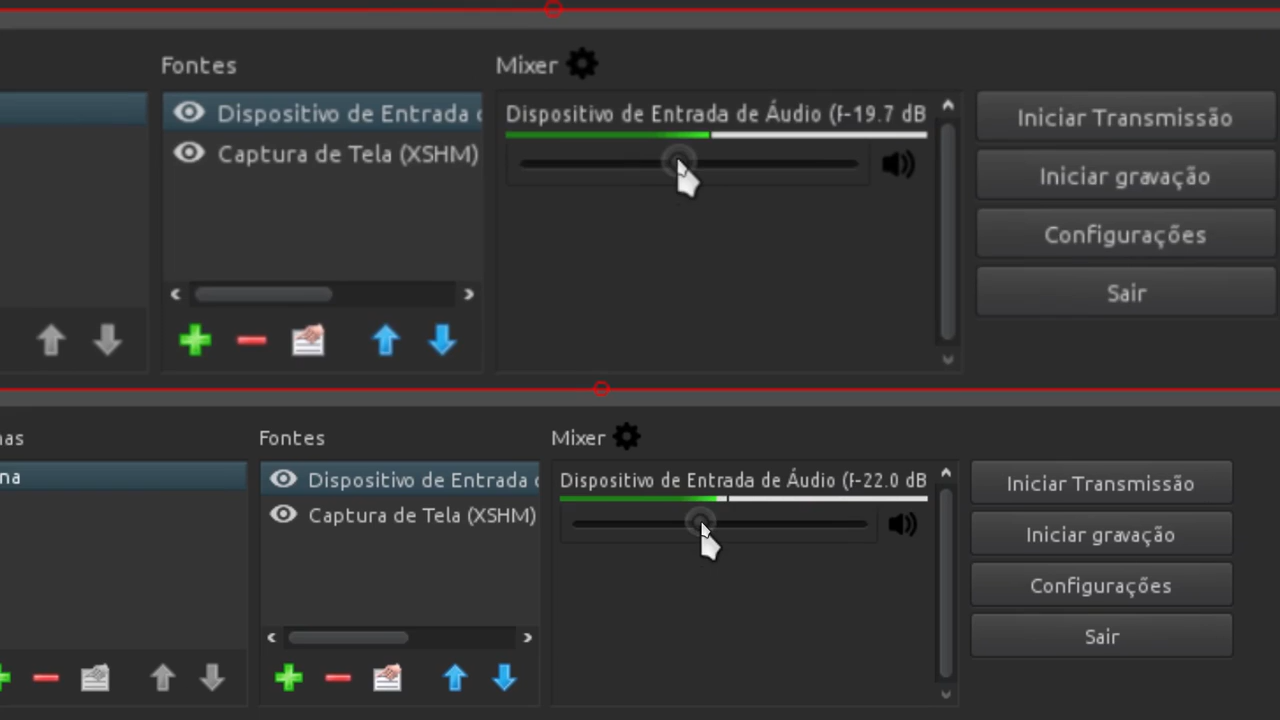 Fontes
Mixer
Dispositivo de Entrada
Captura de Tela (XSHM)
Dispositivo de Entrada de Áudio (F-19.7 dB
Iniciar Transmissão
Iniciar gravação
Configurações
Sair
nas
Fontes
Mixer
na
Dispositivo de Entrada
Captura de Tela (XSHM)
Dispositivo de Entrada de Áudio (F-22.0 dB
Iniciar Transmissão
Iniciar gravação
Configurações
Sair